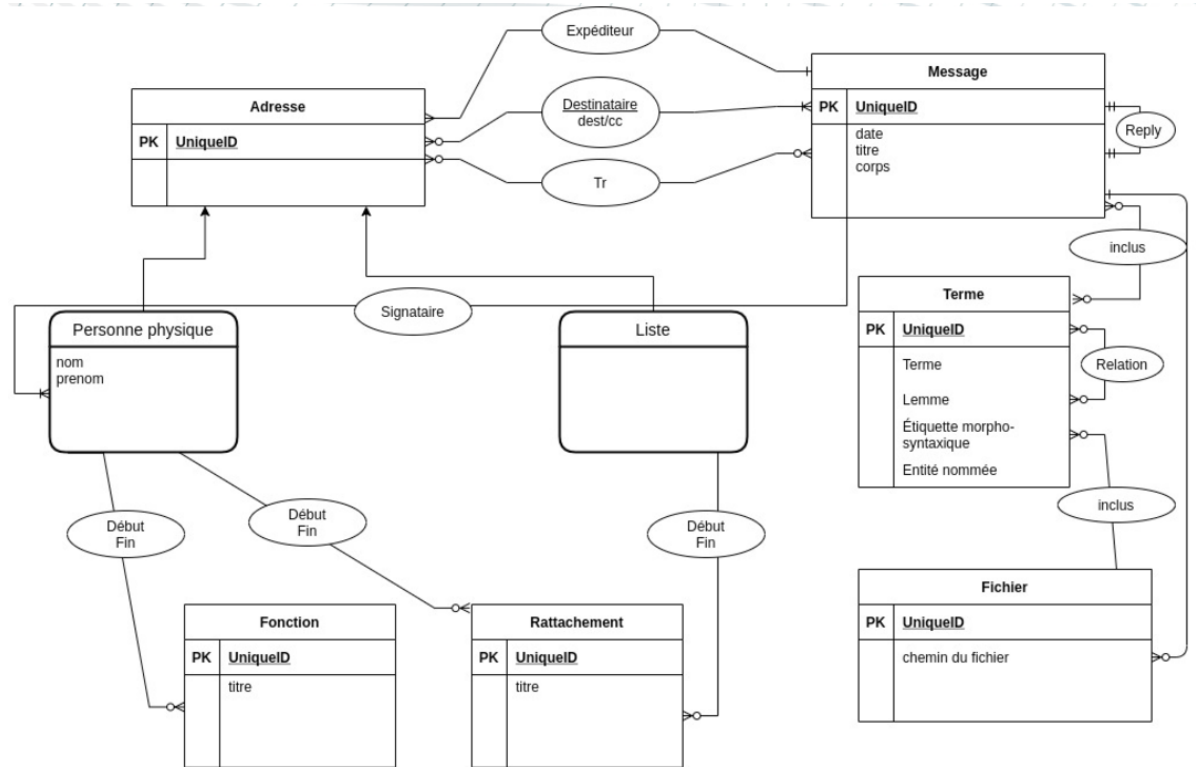 Expéditeur
Message
Adresse
Destinataire
dest/cc
PK UniqueID
PK UniqueID
Reply
date
titre
corps
Tr
inclus
Signataire
Terme
Personne physique
Liste
PK UniqueID
nom
prenom
Terme
Relation
Lemme
Étiquette morpho-
syntaxique
Entité nommée
inclus
Début
Fin
Début
Fin
Début
Fin
Fichier
Fonction
Rattachement
PK UniqueID
PK UniqueID
PK UniqueID
chemin du fichier
titre
titre